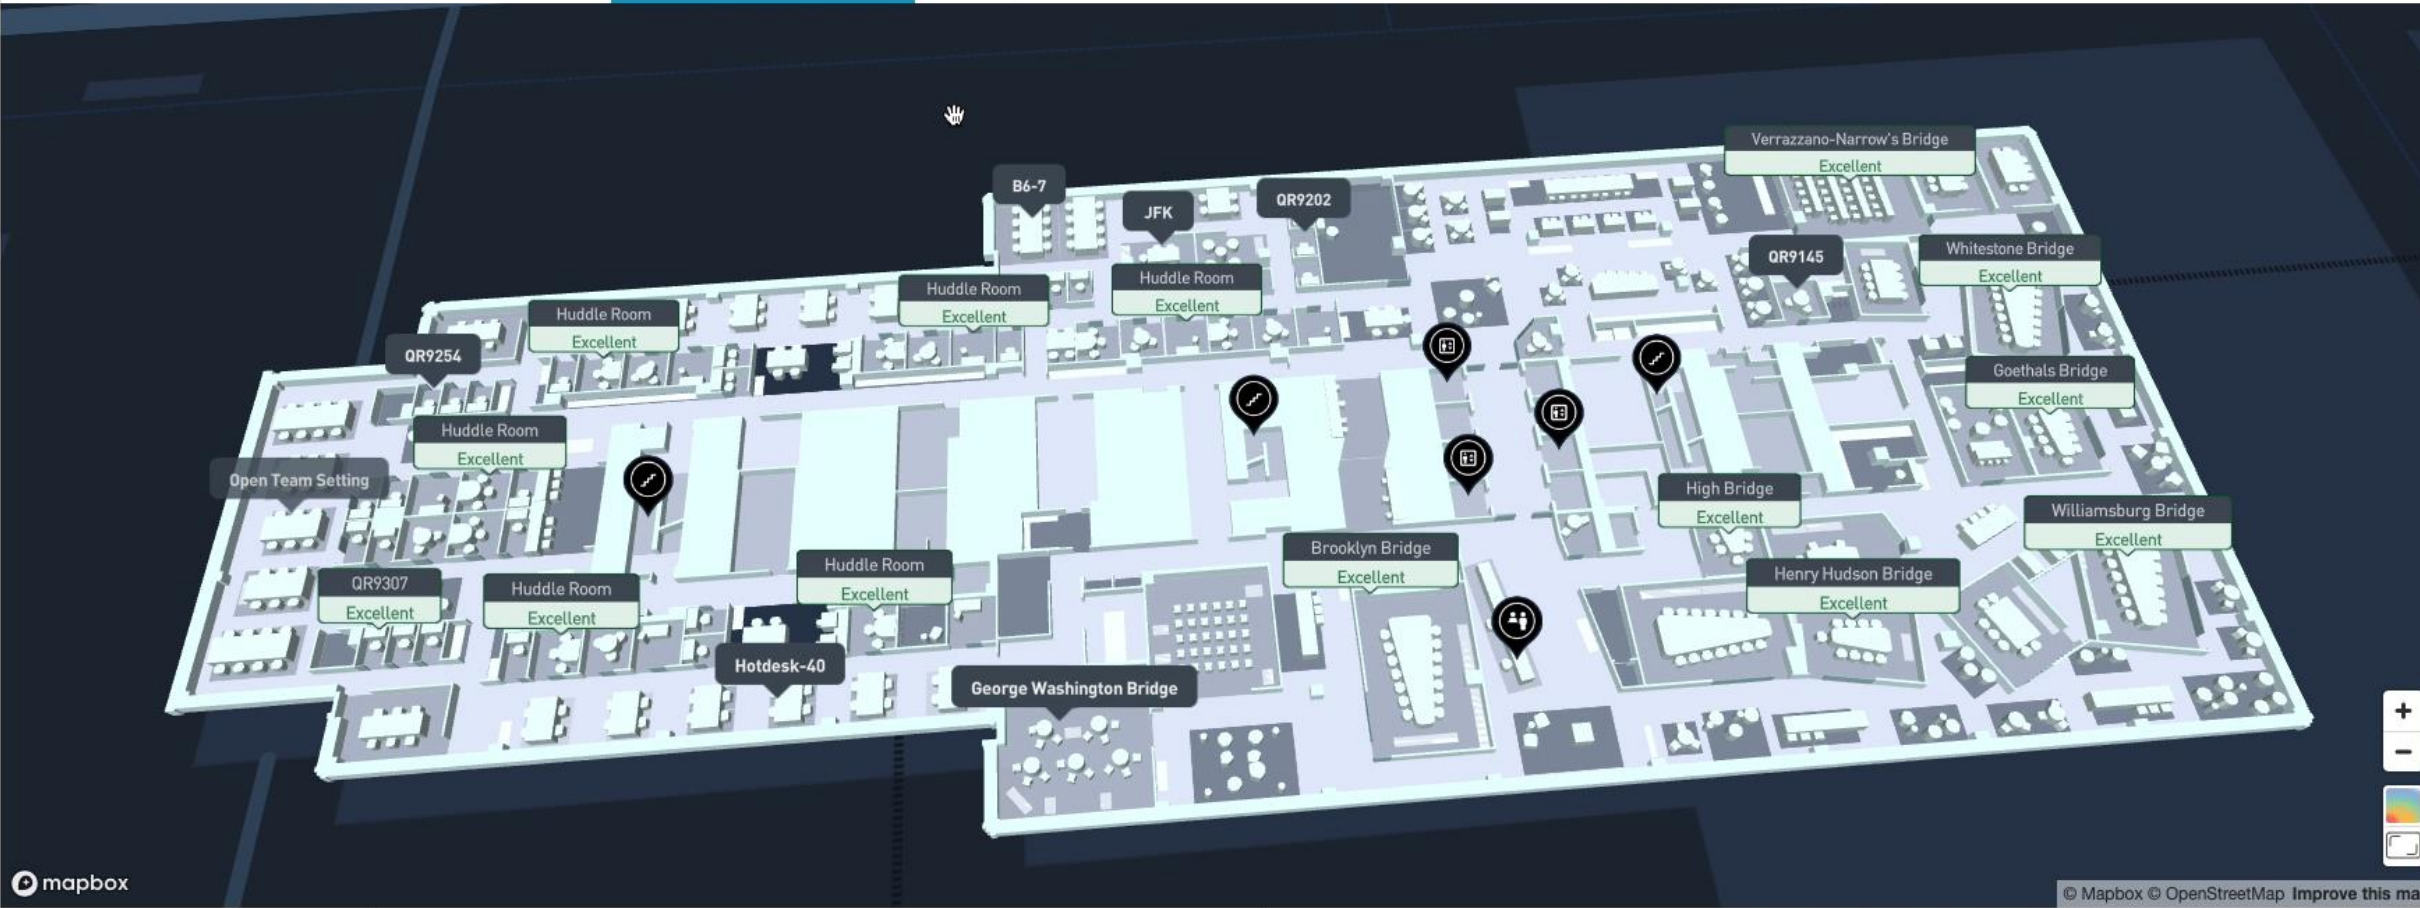 Verrazzano-Narrow's Bridge
Excellent
B6-7
JFK
QR9202
Whitestone Bridge
Excellent
QR9145
Huddle Room
Excellent
Huddle Room
Excellent
Huddle Room
Excellent
QR9254
Goethals Bridge
Excellent
Huddle Room
Excellent
Open Team Setting
High Bridge
Excellent
Williamsburg Bridge
Excellent
Brooklyn Bridge
Excellent
Huddle Room
Excellent
Henry Hudson Bridge
Excellent
QR9307
Excellent
Huddle Room
Excellent
Hotdesk-40
George Washington Bridge
+
−
mapbox
© Mapbox © OpenStreetMap Improve this ma